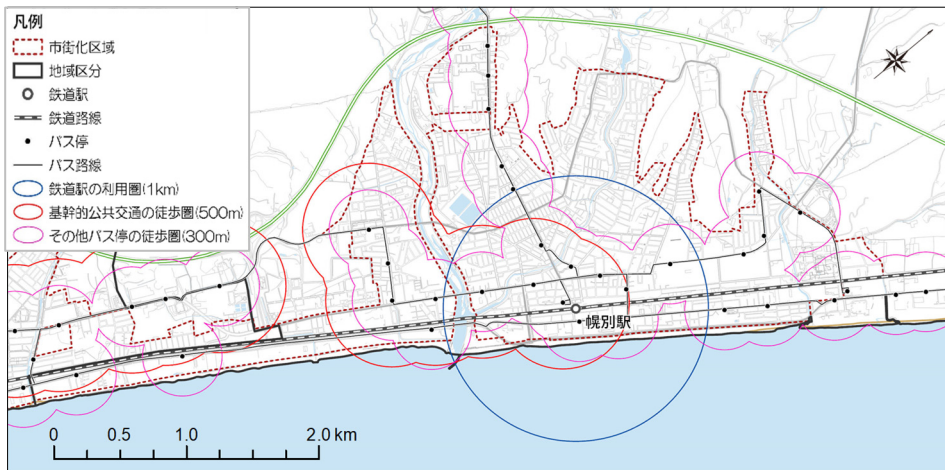 凡例
市街化区域
地域区分
鉄道駅
鉄道路線
バス停
バス路線
鉄道駅の利用圏(1km)
基幹的公共交通の徒歩圏(500m)
その他バス停の徒歩圏(300m)
幌別駅
0 0.5 1.0 2.0 km